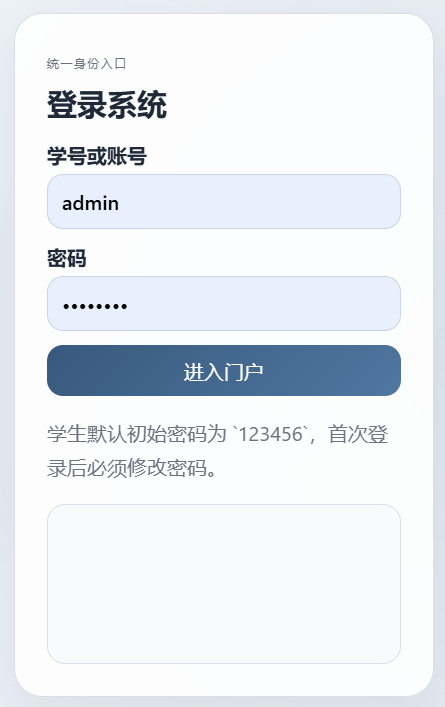 统一身份入口
登录系统
学号或账号
admin
密码
••••••••
进入门户
学生默认初始密码为 `123456`，首次登
录后必须修改密码。